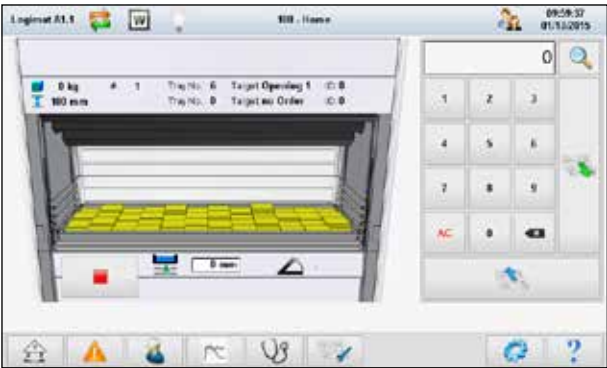 Logimat A1.1
W
100 - Home
09:59:37
01/13/2015
0
0 kg # 1 Tray No. 6 Target Opening 1 ID 0
100 mm Tray No. 0 Target no Order ID 0
1 2 3
4 5 6
7 8 9
AC 0
0 mm
?